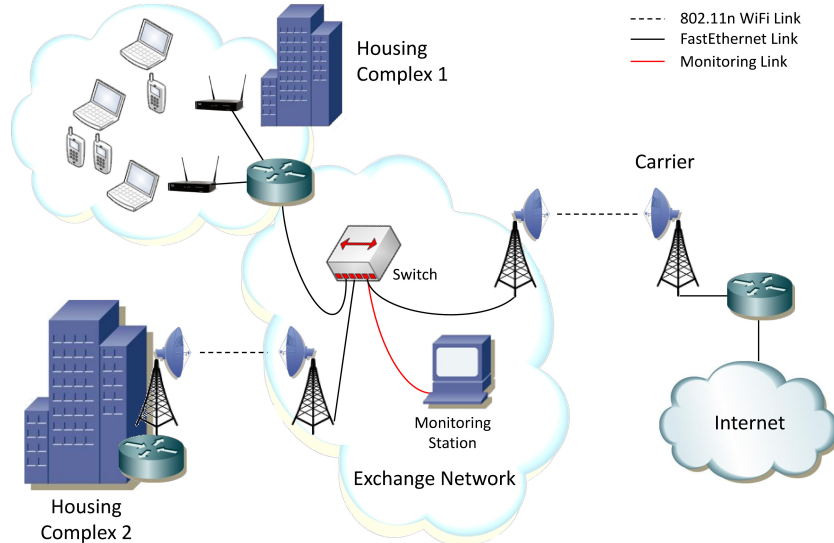 Housing
Complex 1
802.11n WiFi Link
FastEthernet Link
Monitoring Link
Carrier
Switch
Monitoring
Station
Internet
Exchange Network
Housing
Complex 2